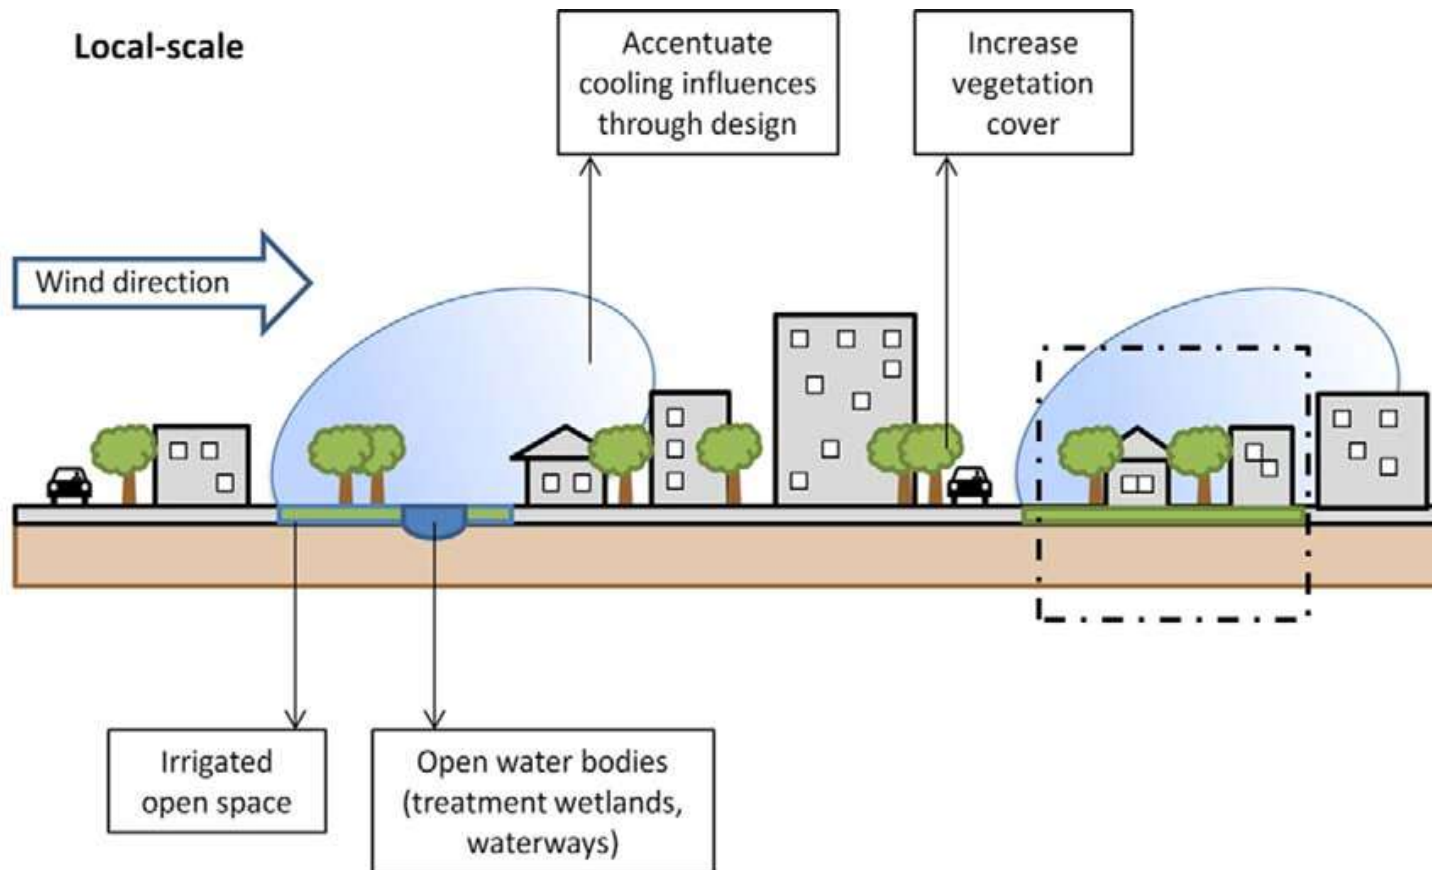 Local-scale
Accentuate
cooling influences
through design
Increase
vegetation
cover
Wind direction
Irrigated
open space
Open water bodies
(treatment wetlands,
waterways)